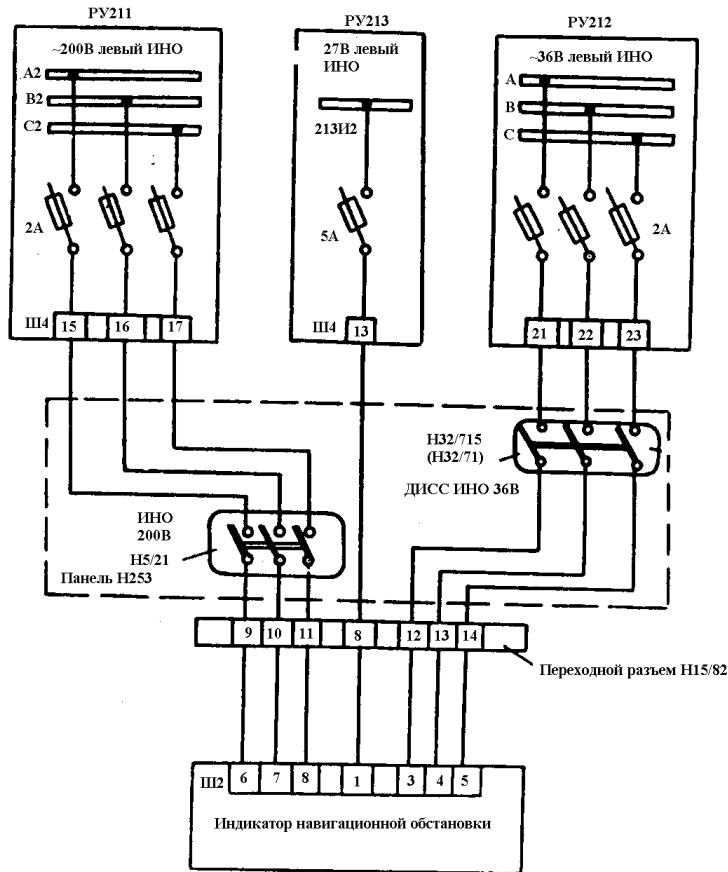 РУ211
РУ213
РУ212
~200В левый ИНО
27В левый
ИНО
~36В левый ИНО
А2
В2
С2
213И2
А
В
С
2А
5А
2А
Ш4
15
16
17
Ш4
13
21
22
23
Н32/715
(Н32/71)
ДИСС ИНО 36В
ИНО
200В
Н5/21
Панель Н253
9
10
11
8
12
13
14
Переходной разъем Н15/82
Ш2
6
7
8
1
3
4
5
Индикатор навигационной обстановки